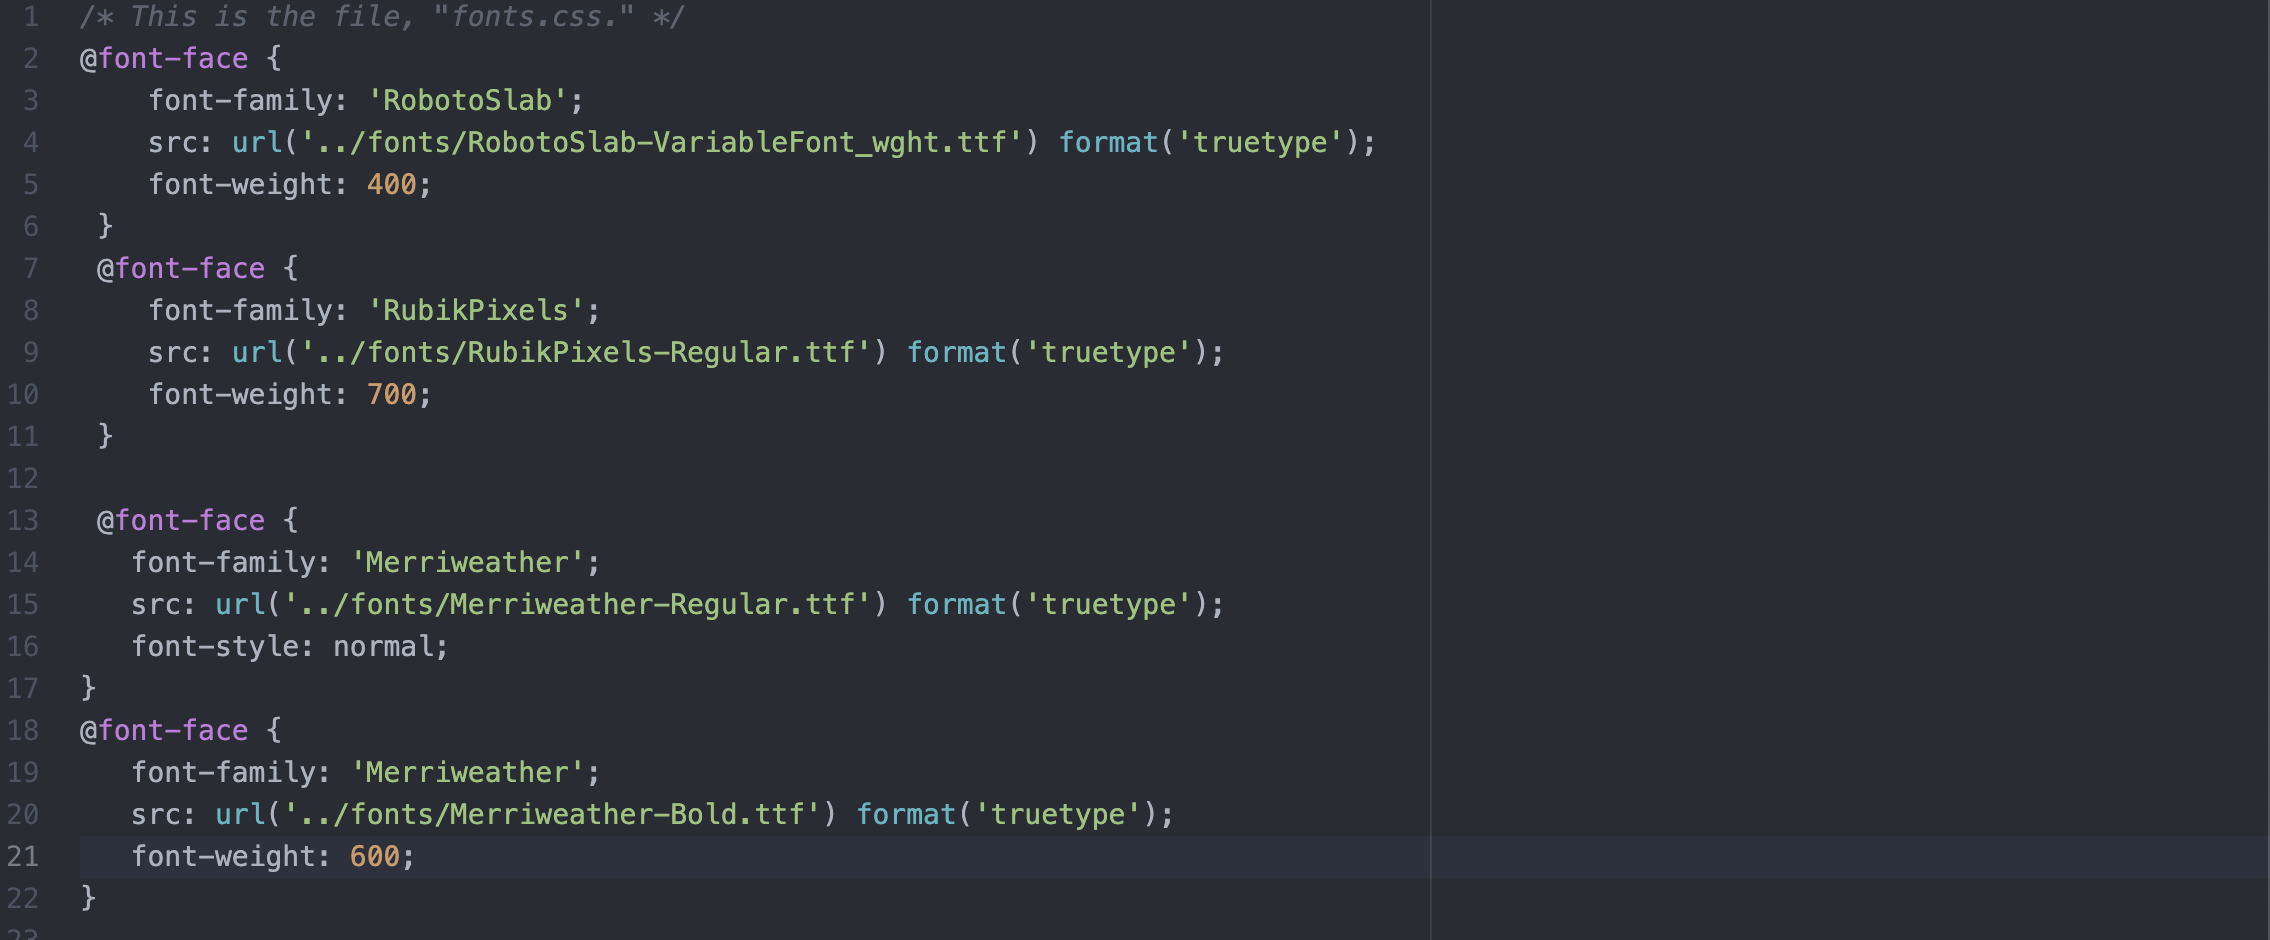 1 /* This is the file, "fonts.css." */
2 @font-face {
3 font-family: 'RobotoSlab';
4 src: url('../fonts/RobotoSlab-VariableFont_wght.ttf') format('truetype');
5 font-weight: 400;
6 }
7 @font-face {
8 font-family: 'RubikPixels';
9 src: url('../fonts/RubikPixels-Regular.ttf') format('truetype');
10 font-weight: 700;
11 }
12
13 @font-face {
14 font-family: 'Merriweather';
15 src: url('../fonts/Merriweather-Regular.ttf') format('truetype');
16 font-style: normal;
17 }
18 @font-face {
19 font-family: 'Merriweather';
20 src: url('../fonts/Merriweather-Bold.ttf') format('truetype');
21 font-weight: 600;
22 }
23